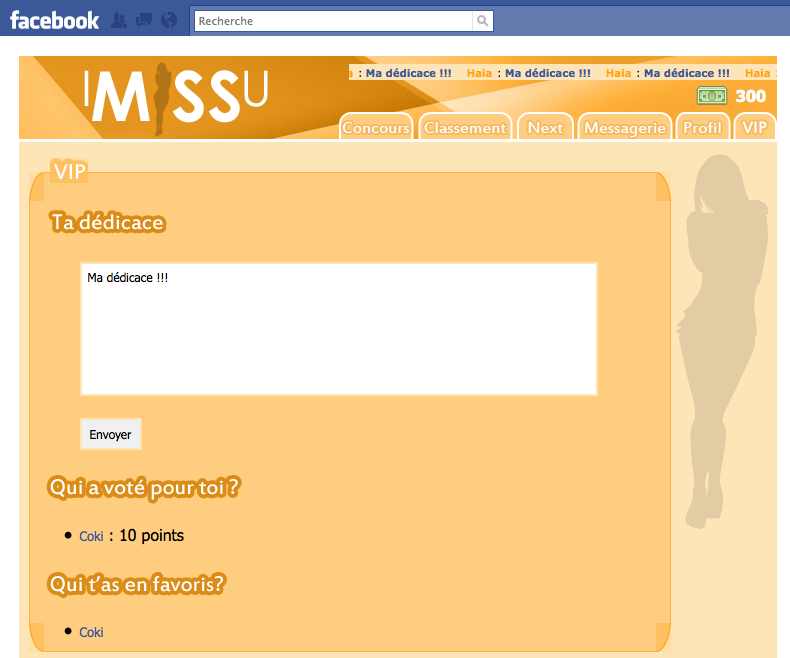 facebook
Recherche
: Ma dédicace !!! Haia : Ma dédicace !!! Haia : Ma dédicace !!! Haia
I MISS U
300
Concours Classement Next Messagerie Profil VIP
VIP
Ta dédicace
Ma dédicace !!!
Envoyer
Qui a voté pour toi ?
Coki : 10 points
Qui t'as en favoris?
Coki